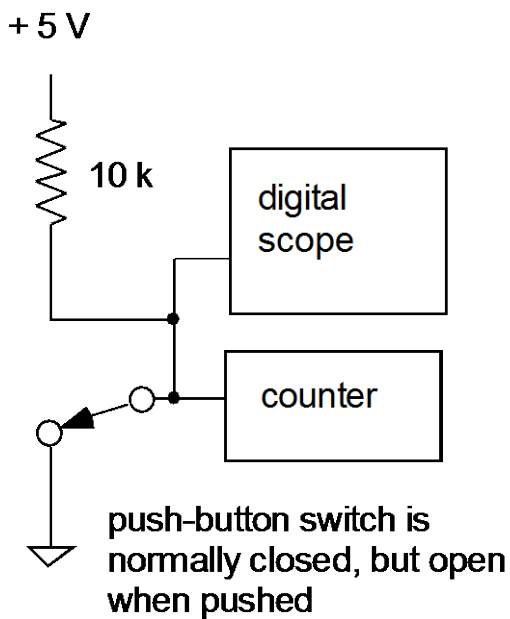 + 5 V
10 k
digital
scope
counter
push-button switch is
normally closed, but open
when pushed